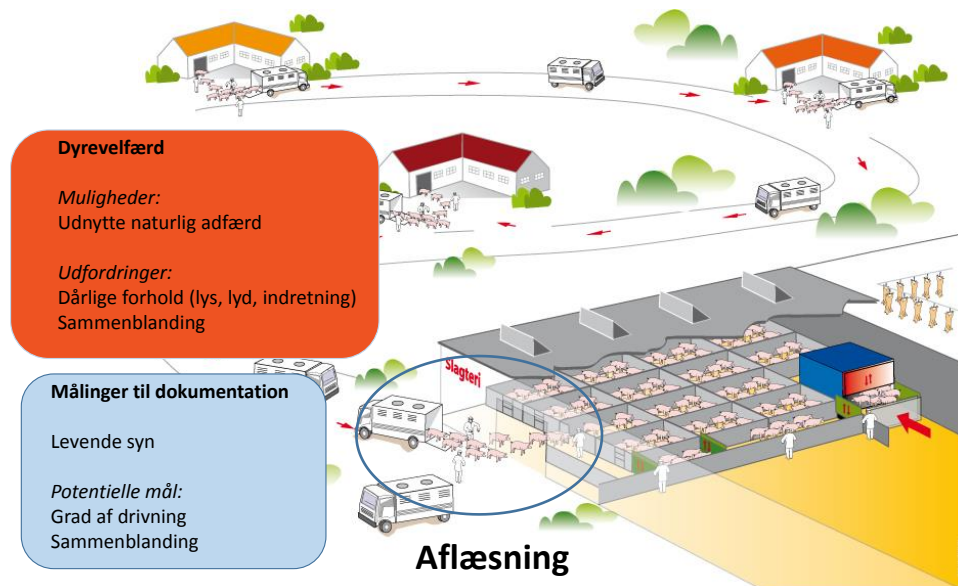 Dyrevelfærd
Muligheder:
Udnytte naturlig adfærd
Udfordringer:
Dårlige forhold (lys, lyd, indretning)
Sammenblanding
Målinger til dokumentation
Levende syn
Potentielle mål:
Grad af drivning
Sammenblanding
Slagteri
Aflæsning